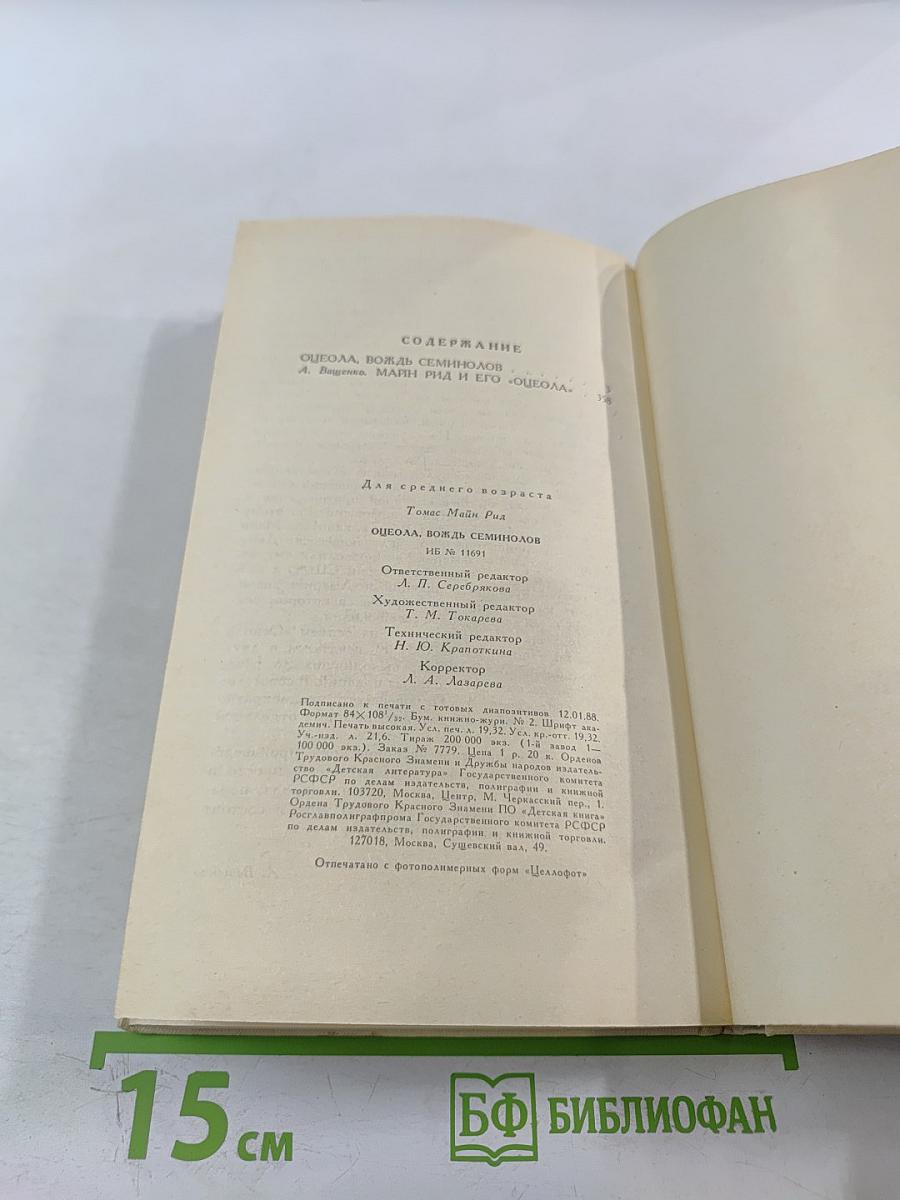 СОДЕРЖАНИЕ
ОЦЕОЛА, ВОЖДЬ СЕМИНОЛОВ . . . . . . . 3
А. Ващенко. МАЙН РИД И ЕГО «ОЦЕОЛА» . 358
Для среднего возраста
Томас Майн Рид
ОЦЕОЛА, ВОЖДЬ СЕМИНОЛОВ
ИБ № 11691
Ответственный редактор
Л. П. Серебрякова
Художественный редактор
Т. М. Токарева
Технический редактор
Н. Ю. Крапоткина
Корректор
Л. А. Лазарева
Подписано к печати с готовых диапозитивов 12.01.88.
Формат 84×108¹/₃₂. Бум. книжно-журн. № 2. Шрифт ака-
демич. Печать высокая. Усл. печ. л. 19,32. Усл. кр.-отт. 19,32.
Уч.-изд. л. 21,6. Тираж 200 000 экз. (1-й завод 1—
100 000 экз.). Заказ № 7779. Цена 1 р. 20 к. Орденов
Трудового Красного Знамени и Дружбы народов издатель-
ство «Детская литература» Государственного комитета
РСФСР по делам издательств, полиграфии и книжной
торговли. 103720, Москва, Центр, М. Черкасский пер., 1.
Ордена Трудового Красного Знамени ПО «Детская книга»
Росглавполиграфпрома Государственного комитета РСФСР
по делам издательств, полиграфии и книжной торговли.
127018, Москва, Сущевский вал, 49.
Отпечатано с фотополимерных форм «Целлофот»
15 см
БФ БИБЛИОФАН